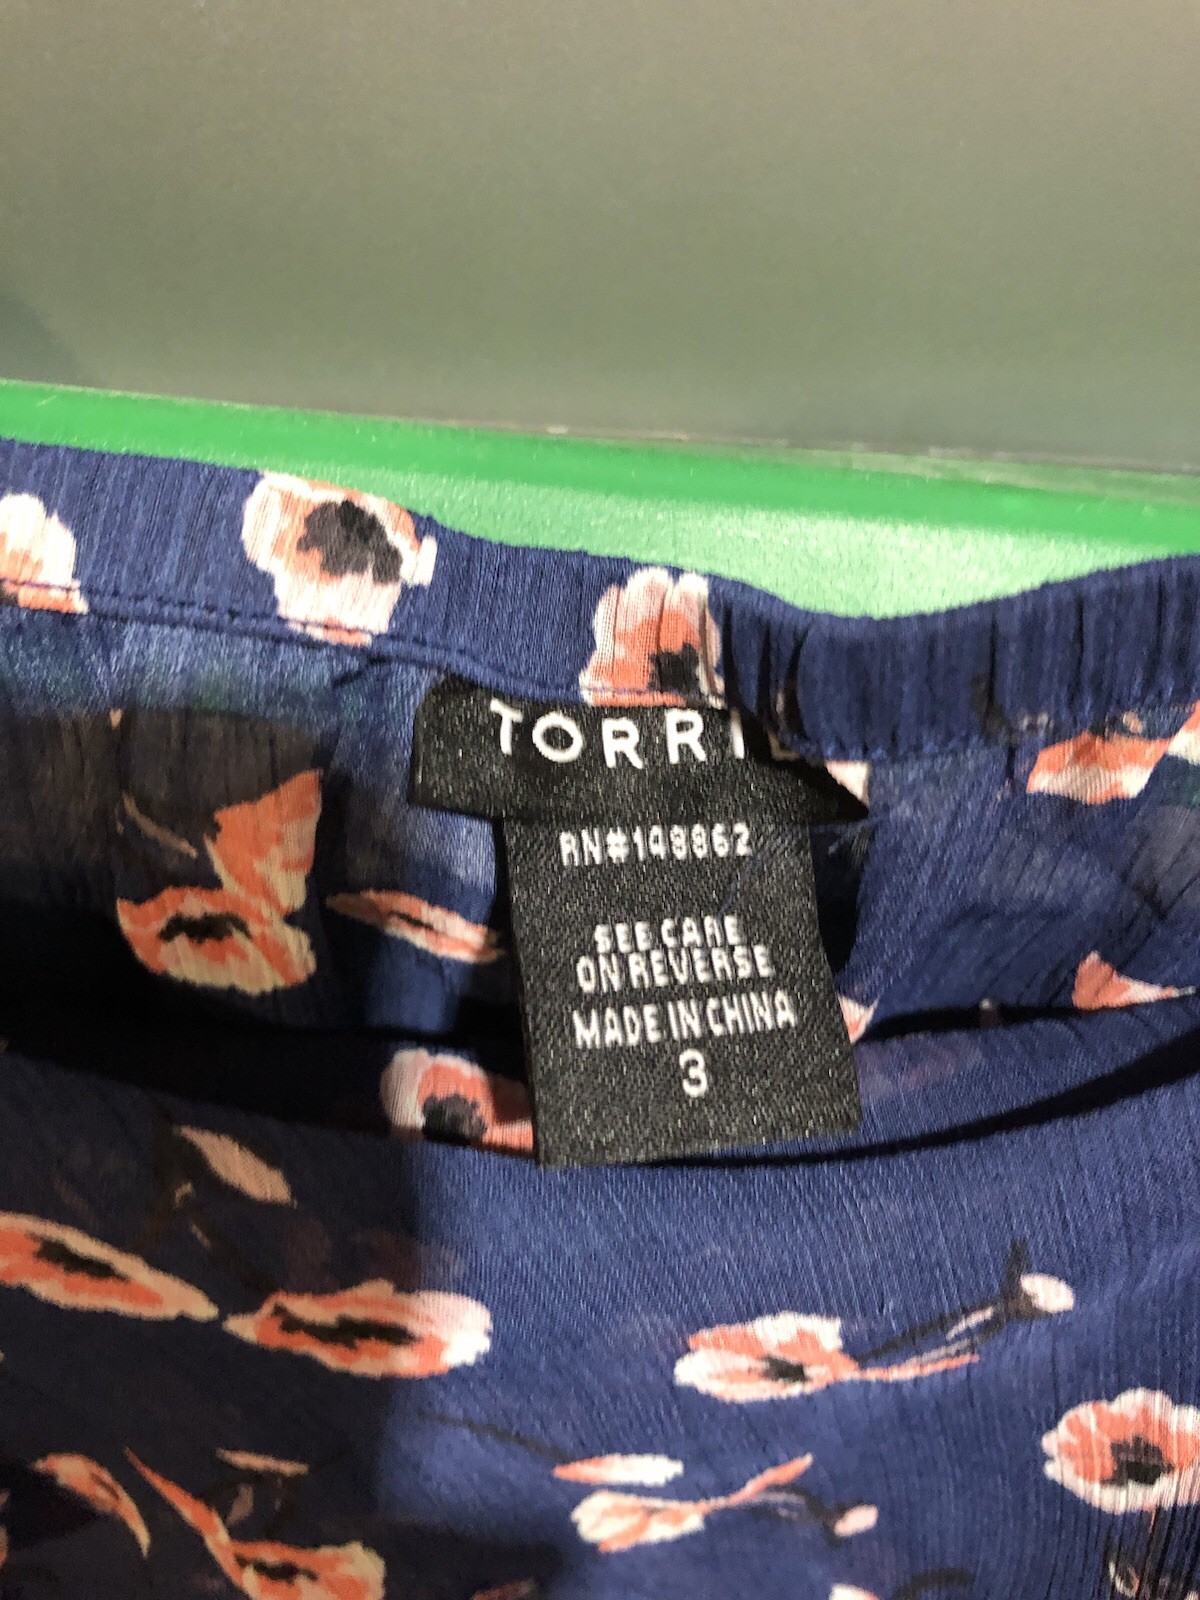 TORRI
RN#148862
SEE CARE
ON REVERSE
MADE IN CHINA
3